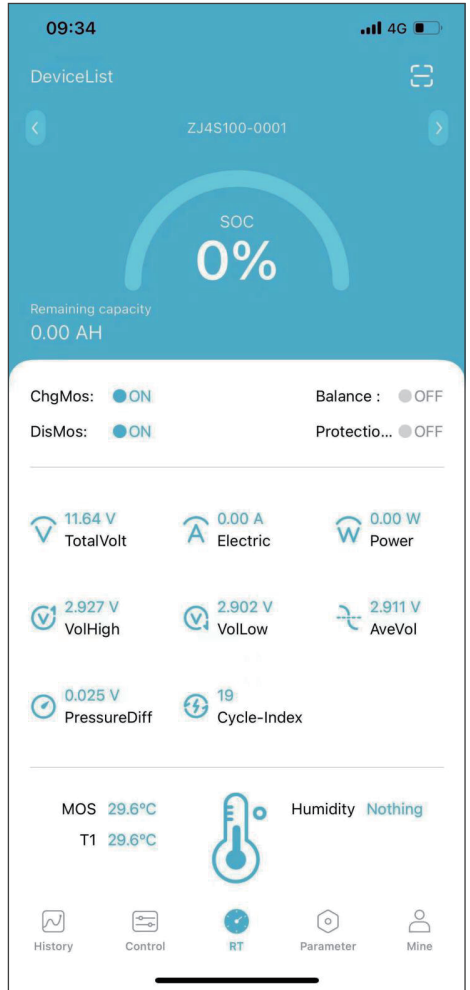 09:34 4G
DeviceList
ZJ4S100-0001
SOC
0%
Remaining capacity
0.00 AH
ChgMos: ON Balance : OFF
DisMos: ON Protectio... OFF
11.64 V 0.00 A 0.00 W
TotalVolt Electric Power
2.927 V 2.902 V 2.911 V
VolHigh VolLow AveVol
0.025 V 19
PressureDiff Cycle-Index
MOS 29.6°C Humidity Nothing
T1 29.6°C
History Control RT Parameter Mine